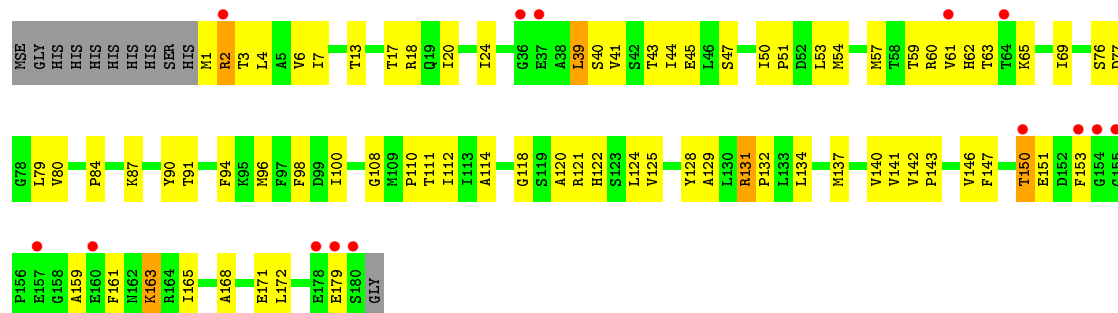 MSE GLY HIS HIS HIS HIS HIS HIS SER HIS M1 R2 T3 L4 A5 V6 I7 T13 T17 R18 Q19 I20 I24 G36 E37 A38 L39 S40 V41 S42 T43 I44 E45 L46 S47 I50 P51 D52 L53 M54 M57 T58 T59 R60 V61 H62 T63 T64 K65 I69 S76 D77
G78 L79 V80 P84 K87 Y90 T91 F94 K95 M96 F97 F98 D99 I100 G108 M109 P110 T111 I112 I113 A114 G118 S119 A120 R121 H122 S123 L124 V125 Y128 A129 L130 R131 P132 L133 L134 M137 V140 V141 V142 P143 V146 F147 T150 E151 D152 F153 G154 G155
P156 E157 G158 A159 E160 F161 N162 K163 R164 I165 A168 E171 L172 E178 E179 S180 GLY